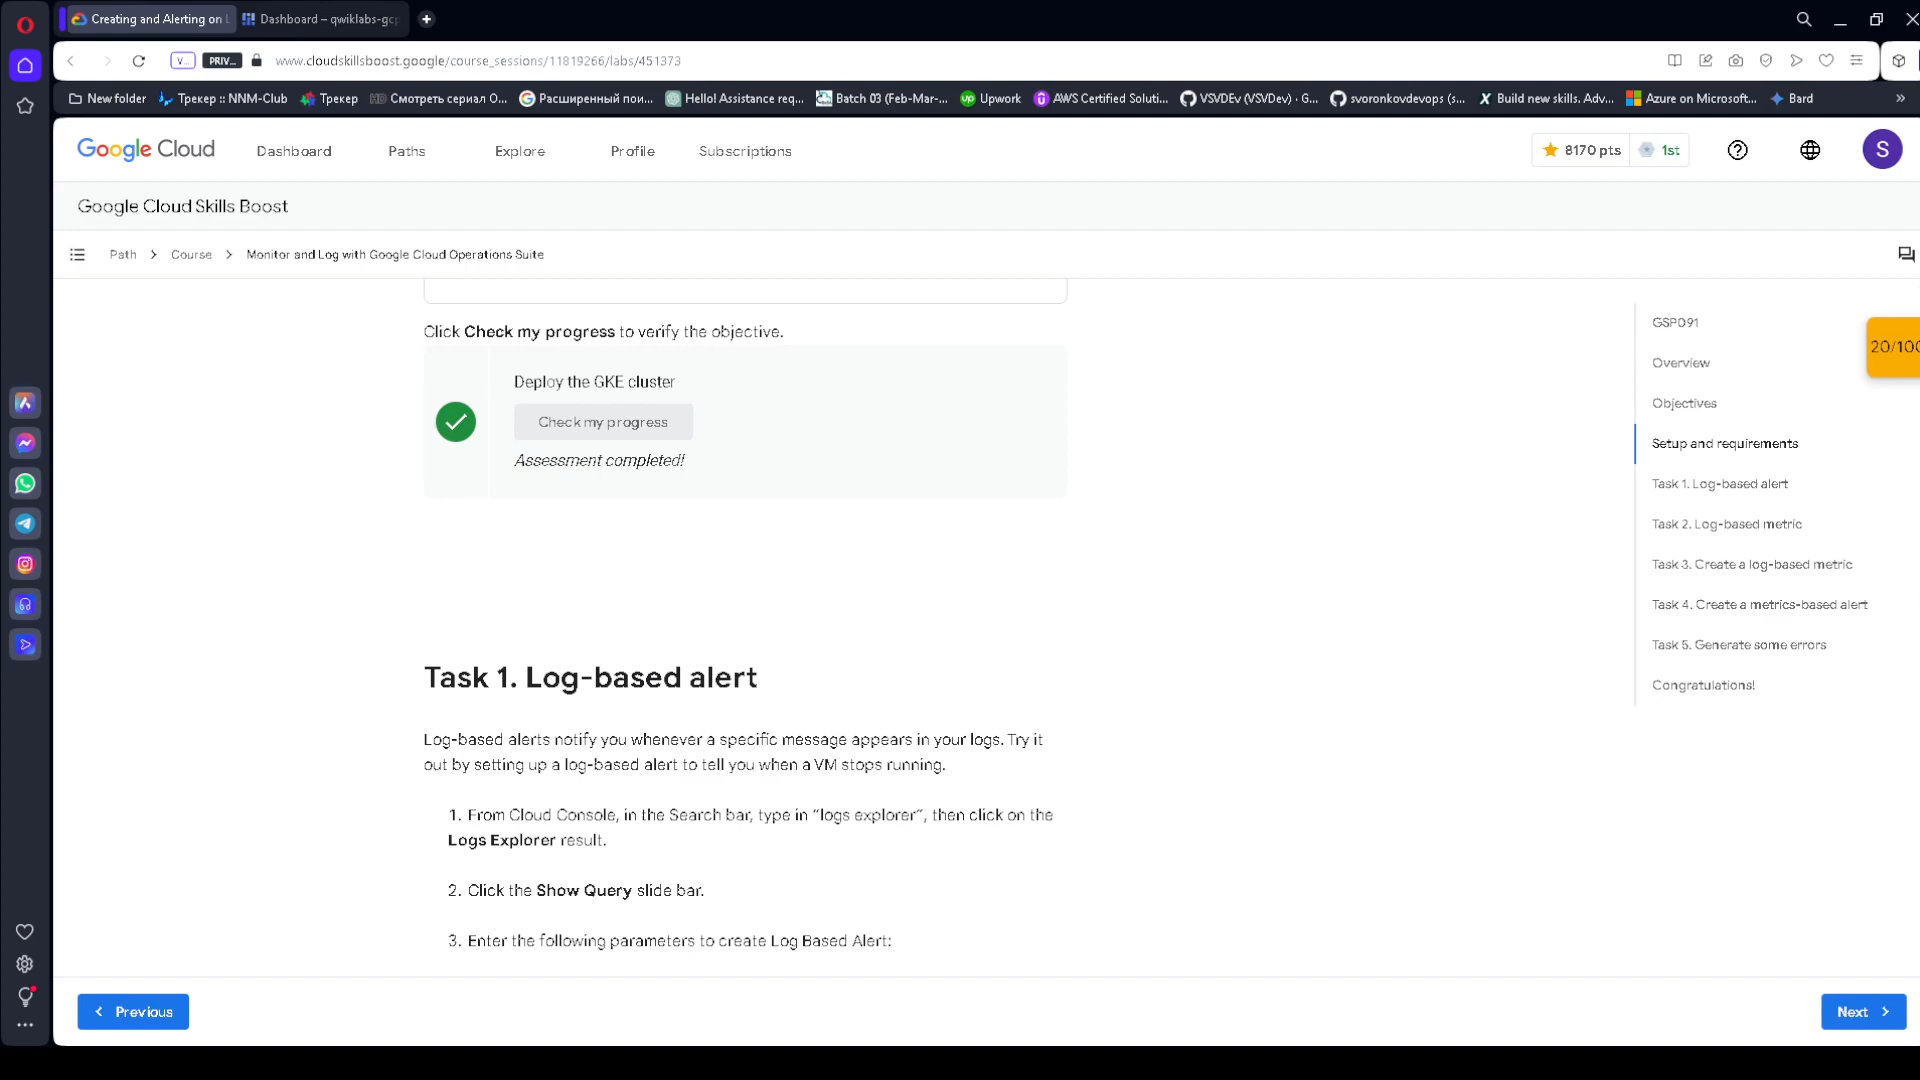 Creating and Alerting on L
Dashboard – qwiklabs-gcp
V...
PRIV...
www.cloudskillsboost.google/course_sessions/11819266/labs/451373
New folder
Трекер :: NNM-Club
Трекер
Смотреть сериал О...
Расширенный пои...
Hello! Assistance req...
Batch 03 (Feb-Mar-...
Upwork
AWS Certified Soluti...
VSVDEv (VSVDev) · G...
svoronkovdevops (s...
Build new skills. Adv...
Azure on Microsoft...
Bard
»
Google Cloud
Dashboard
Paths
Explore
Profile
Subscriptions
8170 pts
1st
S
Google Cloud Skills Boost
Path
Course
Monitor and Log with Google Cloud Operations Suite
Click Check my progress to verify the objective.
Deploy the GKE cluster
Check my progress
Assessment completed!
Task 1. Log-based alert
Log-based alerts notify you whenever a specific message appears in your logs. Try it
out by setting up a log-based alert to tell you when a VM stops running.
1. From Cloud Console, in the Search bar, type in “logs explorer”, then click on the
Logs Explorer result.
2. Click the Show Query slide bar.
3. Enter the following parameters to create Log Based Alert:
GSP091
Overview
Objectives
Setup and requirements
Task 1. Log-based alert
Task 2. Log-based metric
Task 3. Create a log-based metric
Task 4. Create a metrics-based alert
Task 5. Generate some errors
Congratulations!
20/100
Previous
Next